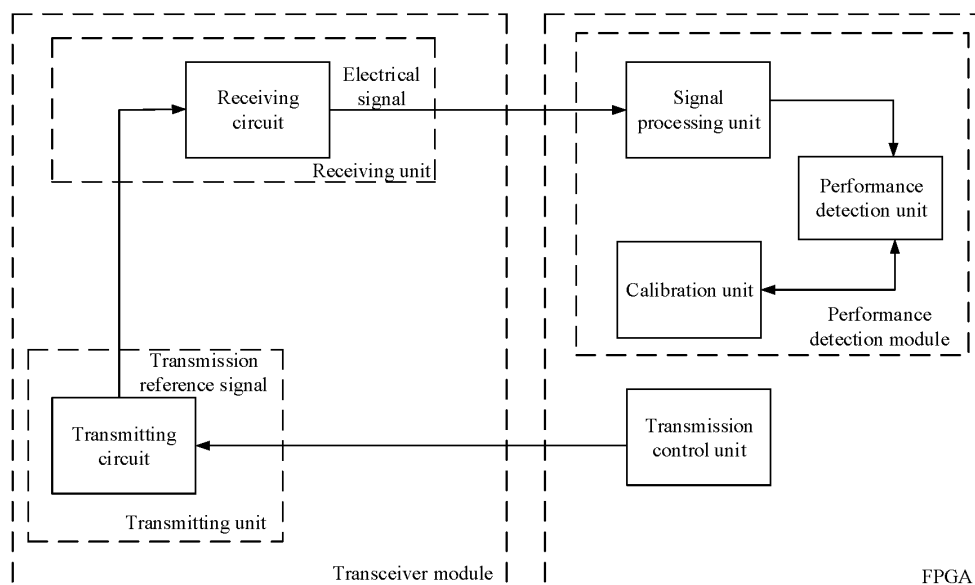 Receiving
circuit
Electrical
signal
Receiving unit
Signal
processing unit
Performance
detection unit
Calibration unit
Performance
detection module
Transmission
reference signal
Transmitting
circuit
Transmitting unit
Transmission
control unit
Transceiver module
FPGA